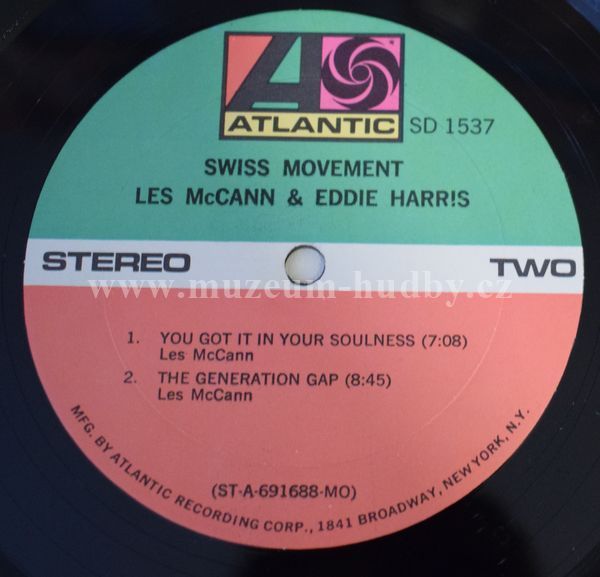 ATLANTIC SD 1537
SWISS MOVEMENT
LES McCANN & EDDIE HARR!S
STEREO TWO
www.muzeum-hudby.cz
1. YOU GOT IT IN YOUR SOULNESS (7:08)
Les McCann
2. THE GENERATION GAP (8:45)
Les McCann
(ST-A-691688-MO)
MFG. BY ATLANTIC RECORDING CORP., 1841 BROADWAY, NEW YORK, N.Y.